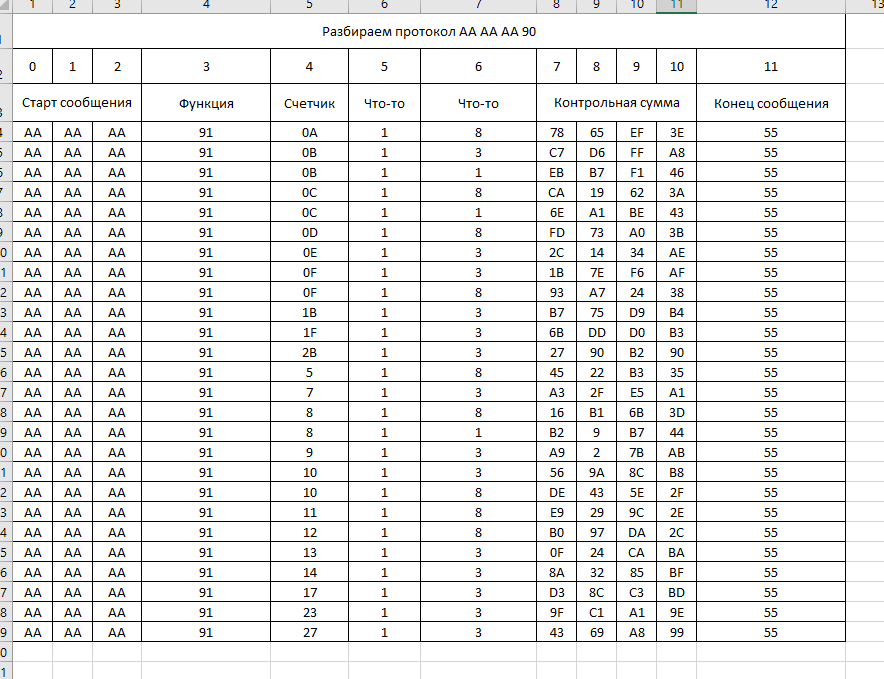 1 2 3 4 5 6 7 8 9 10 11 12 13
Разбираем протокол AA AA AA 90
0 1 2 3 4 5 6 7 8 9 10 11
Старт сообщения Функция Счетчик Что-то Что-то Контрольная сумма Конец сообщения
AA AA AA 91 0A 1 8 78 65 EF 3E 55
AA AA AA 91 0B 1 3 C7 D6 FF A8 55
AA AA AA 91 0B 1 1 EB B7 F1 46 55
AA AA AA 91 0C 1 8 CA 19 62 3A 55
AA AA AA 91 0C 1 1 6E A1 BE 43 55
AA AA AA 91 0D 1 8 FD 73 A0 3B 55
AA AA AA 91 0E 1 3 2C 14 34 AE 55
AA AA AA 91 0F 1 3 1B 7E F6 AF 55
AA AA AA 91 0F 1 8 93 A7 24 38 55
AA AA AA 91 1B 1 3 B7 75 D9 B4 55
AA AA AA 91 1F 1 3 6B DD D0 B3 55
AA AA AA 91 2B 1 3 27 90 B2 90 55
AA AA AA 91 5 1 8 45 22 B3 35 55
AA AA AA 91 7 1 3 A3 2F E5 A1 55
AA AA AA 91 8 1 8 16 B1 6B 3D 55
AA AA AA 91 8 1 1 B2 9 B7 44 55
AA AA AA 91 9 1 3 A9 2 7B AB 55
AA AA AA 91 10 1 3 56 9A 8C B8 55
AA AA AA 91 10 1 8 DE 43 5E 2F 55
AA AA AA 91 11 1 8 E9 29 9C 2E 55
AA AA AA 91 12 1 8 B0 97 DA 2C 55
AA AA AA 91 13 1 3 0F 24 CA BA 55
AA AA AA 91 14 1 3 8A 32 85 BF 55
AA AA AA 91 17 1 3 D3 8C C3 BD 55
AA AA AA 91 23 1 3 9F C1 A1 9E 55
AA AA AA 91 27 1 3 43 69 A8 99 55